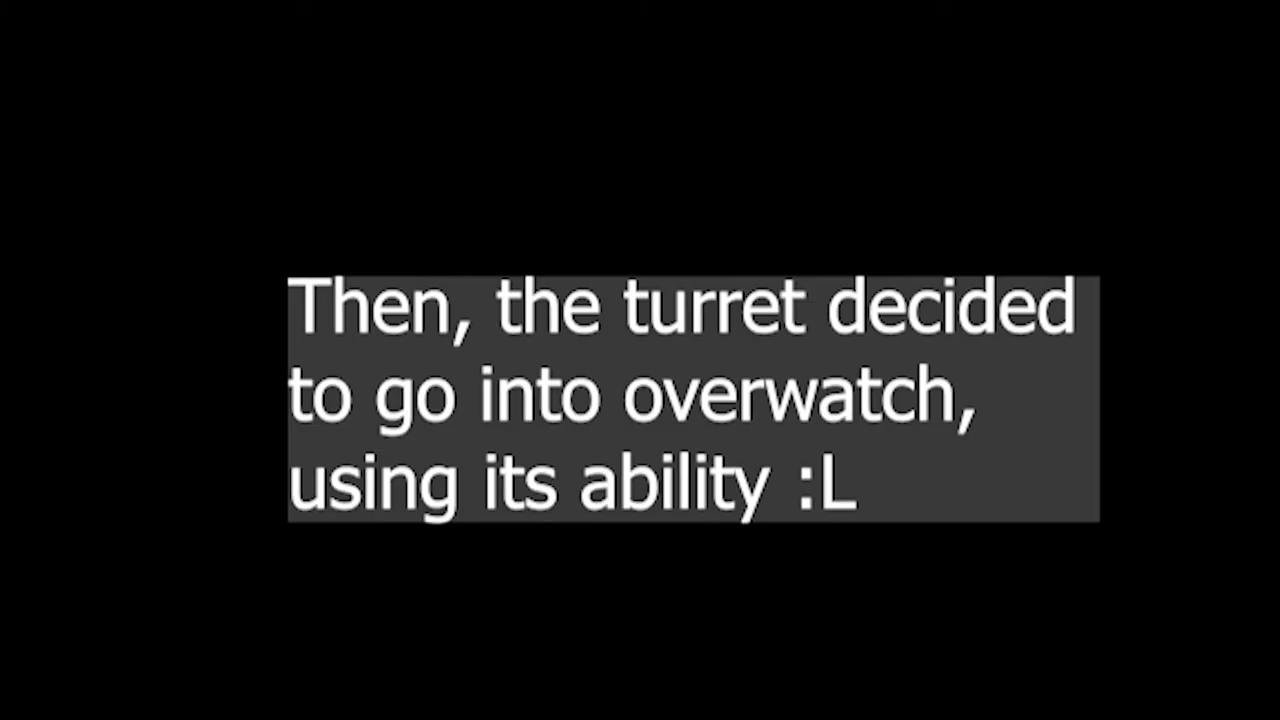 Then, the turret decided
to go into overwatch,
using its ability :L